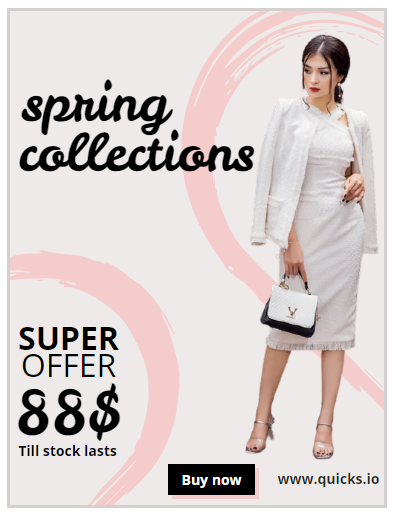 spring
collections
SUPER
OFFER
88$
Till stock lasts
Buy now
www.quicks.io